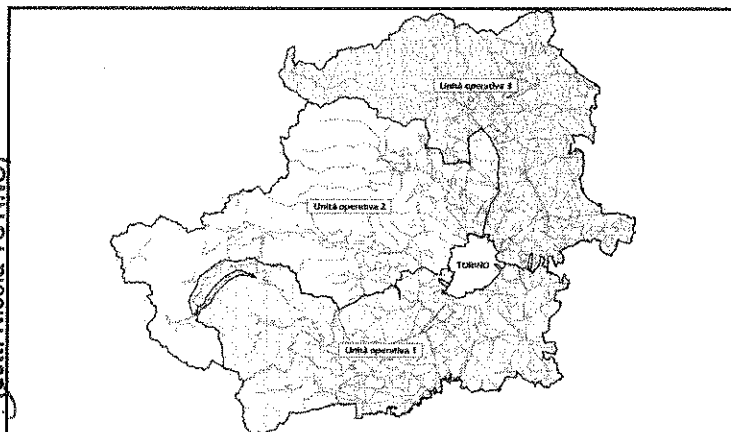 Unità operativa 3
Unità operativa 2
TORINO
Unità operativa 1